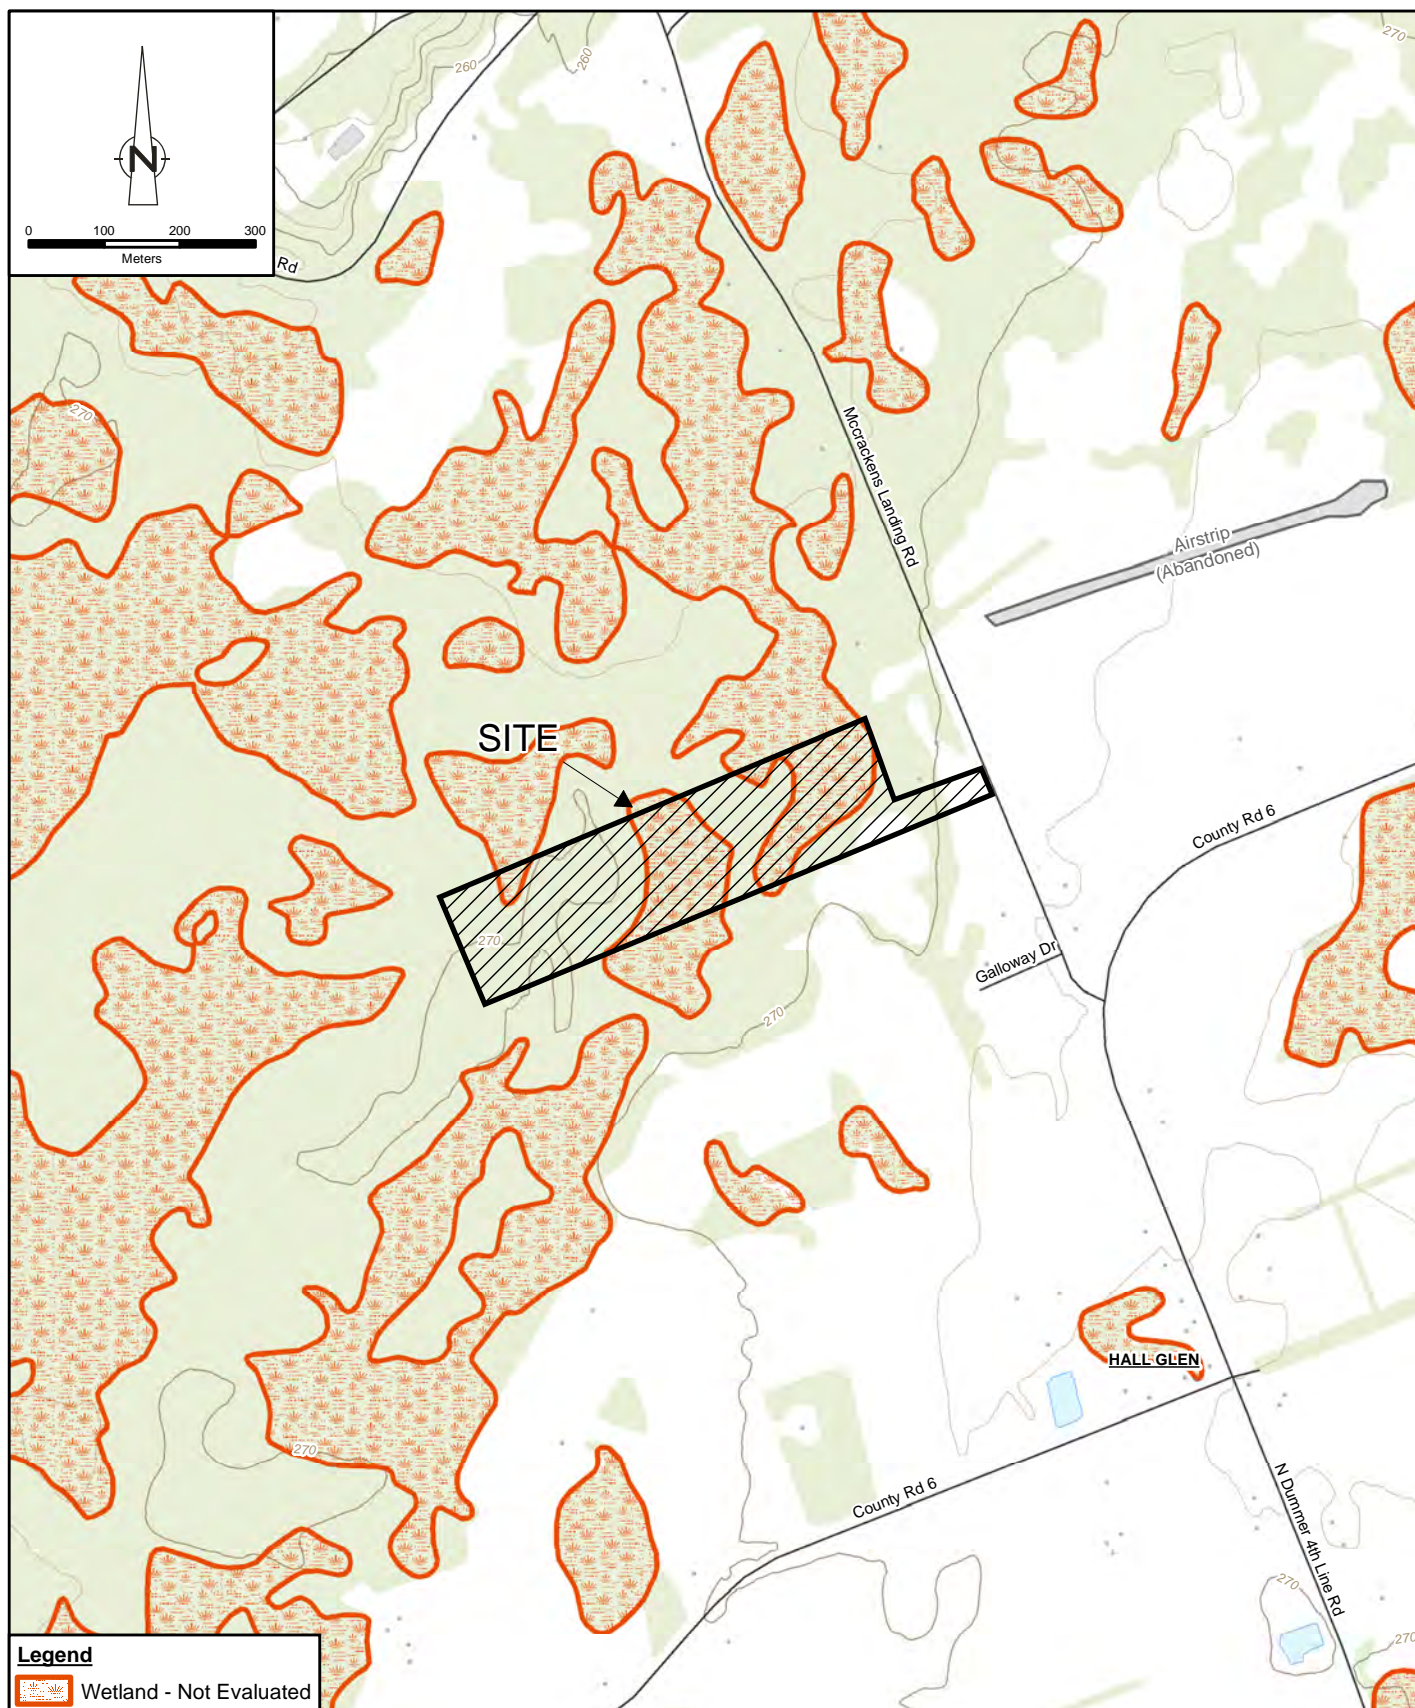 260
260
270
N
0 100 200 300
Meters
Rd
270
Mccrackens Landing Rd
Airstrip
(Abandoned)
SITE
County Rd 6
270
Galloway Dr
270
HALL GLEN
270
County Rd 6
N Dummer 4th Line Rd
270
270
Legend
Wetland - Not Evaluated